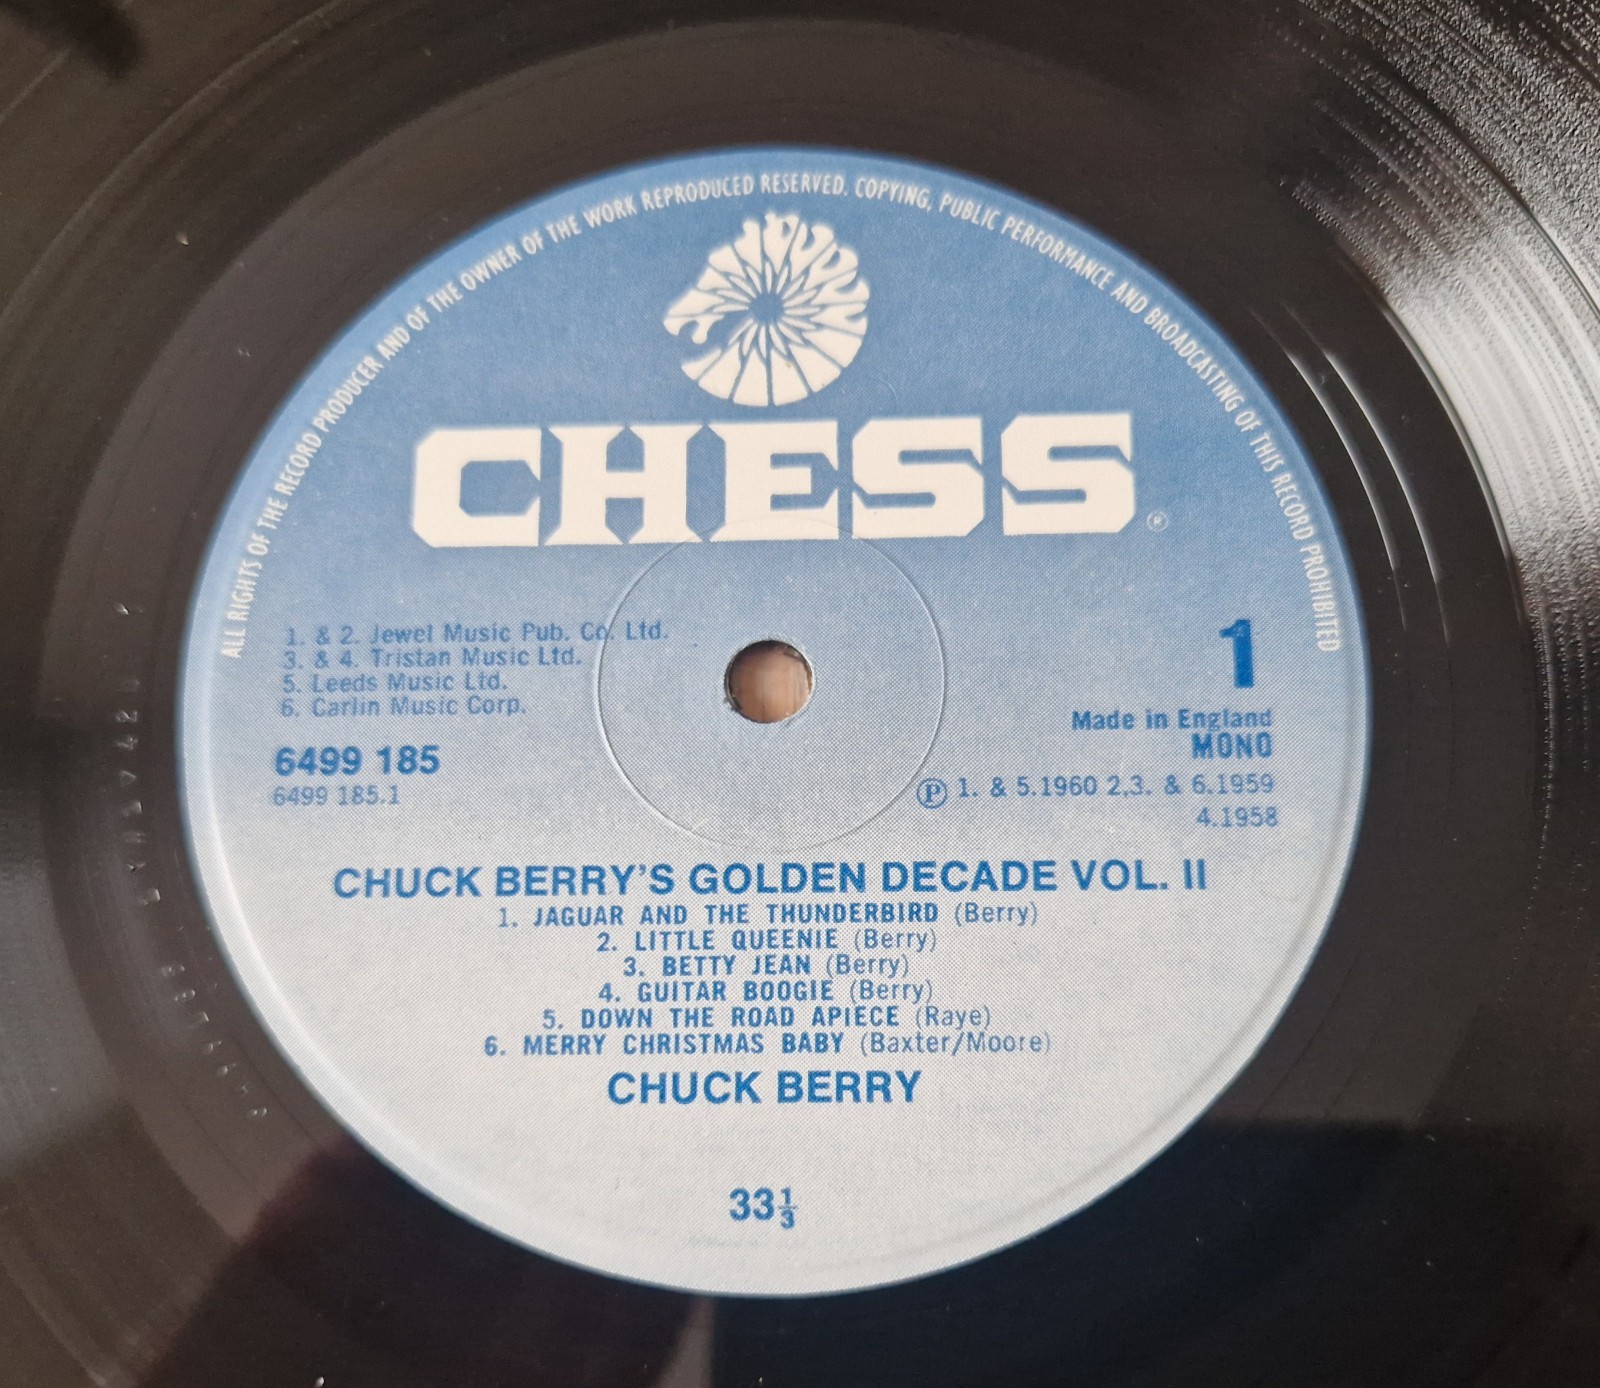 ALL RIGHTS OF THE RECORD PRODUCER AND OF THE OWNER OF THE WORK REPRODUCED RESERVED. COPYING, PUBLIC PERFORMANCE AND BROADCASTING OF THIS RECORD PROHIBITED
CHESS ®
1. & 2. Jewel Music Pub. Co. Ltd.
3. & 4. Tristan Music Ltd.
5. Leeds Music Ltd.
6. Carlin Music Corp.
6499 185
6499 185.1
1
Made in England
MONO
℗ 1. & 5.1960 2,3. & 6.1959
4.1958
CHUCK BERRY'S GOLDEN DECADE VOL. II
1. JAGUAR AND THE THUNDERBIRD (Berry)
2. LITTLE QUEENIE (Berry)
3. BETTY JEAN (Berry)
4. GUITAR BOOGIE (Berry)
5. DOWN THE ROAD APIECE (Raye)
6. MERRY CHRISTMAS BABY (Baxter/Moore)
CHUCK BERRY
33⅓